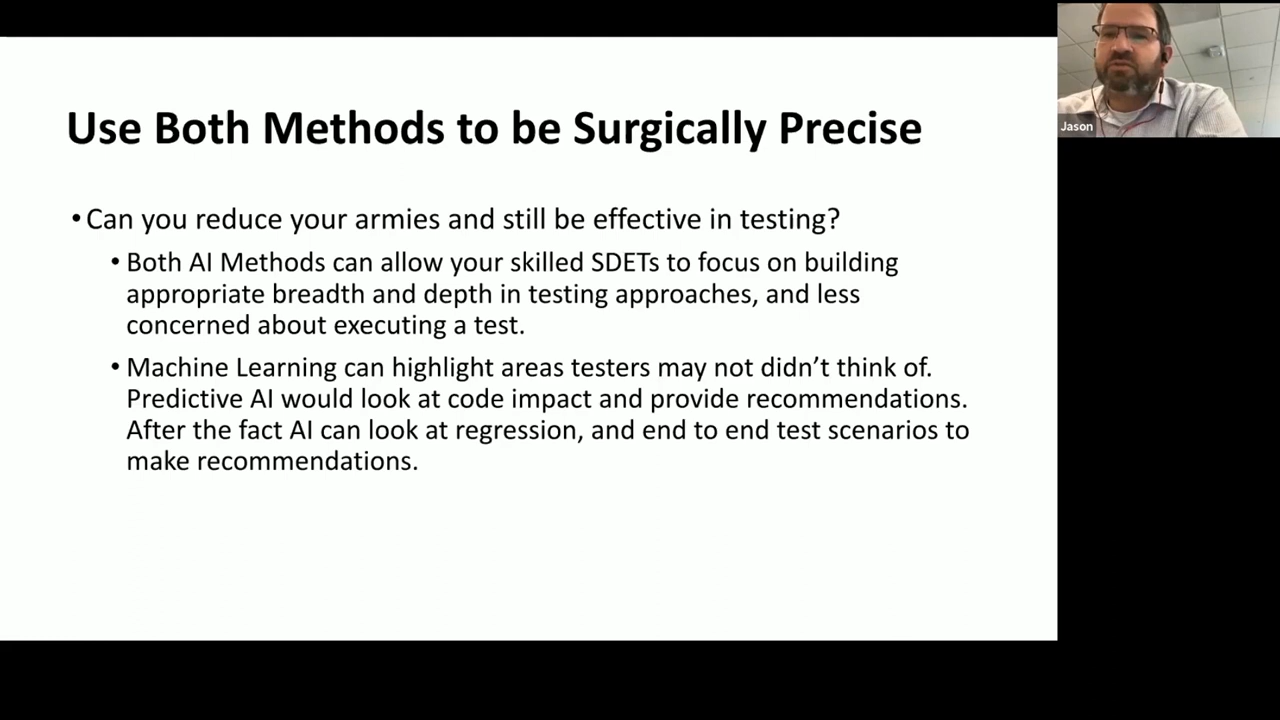 Use Both Methods to be Surgically Precise
• Can you reduce your armies and still be effective in testing?
• Both AI Methods can allow your skilled SDETs to focus on building
appropriate breadth and depth in testing approaches, and less
concerned about executing a test.
• Machine Learning can highlight areas testers may not didn’t think of.
Predictive AI would look at code impact and provide recommendations.
After the fact AI can look at regression, and end to end test scenarios to
make recommendations.
Jason